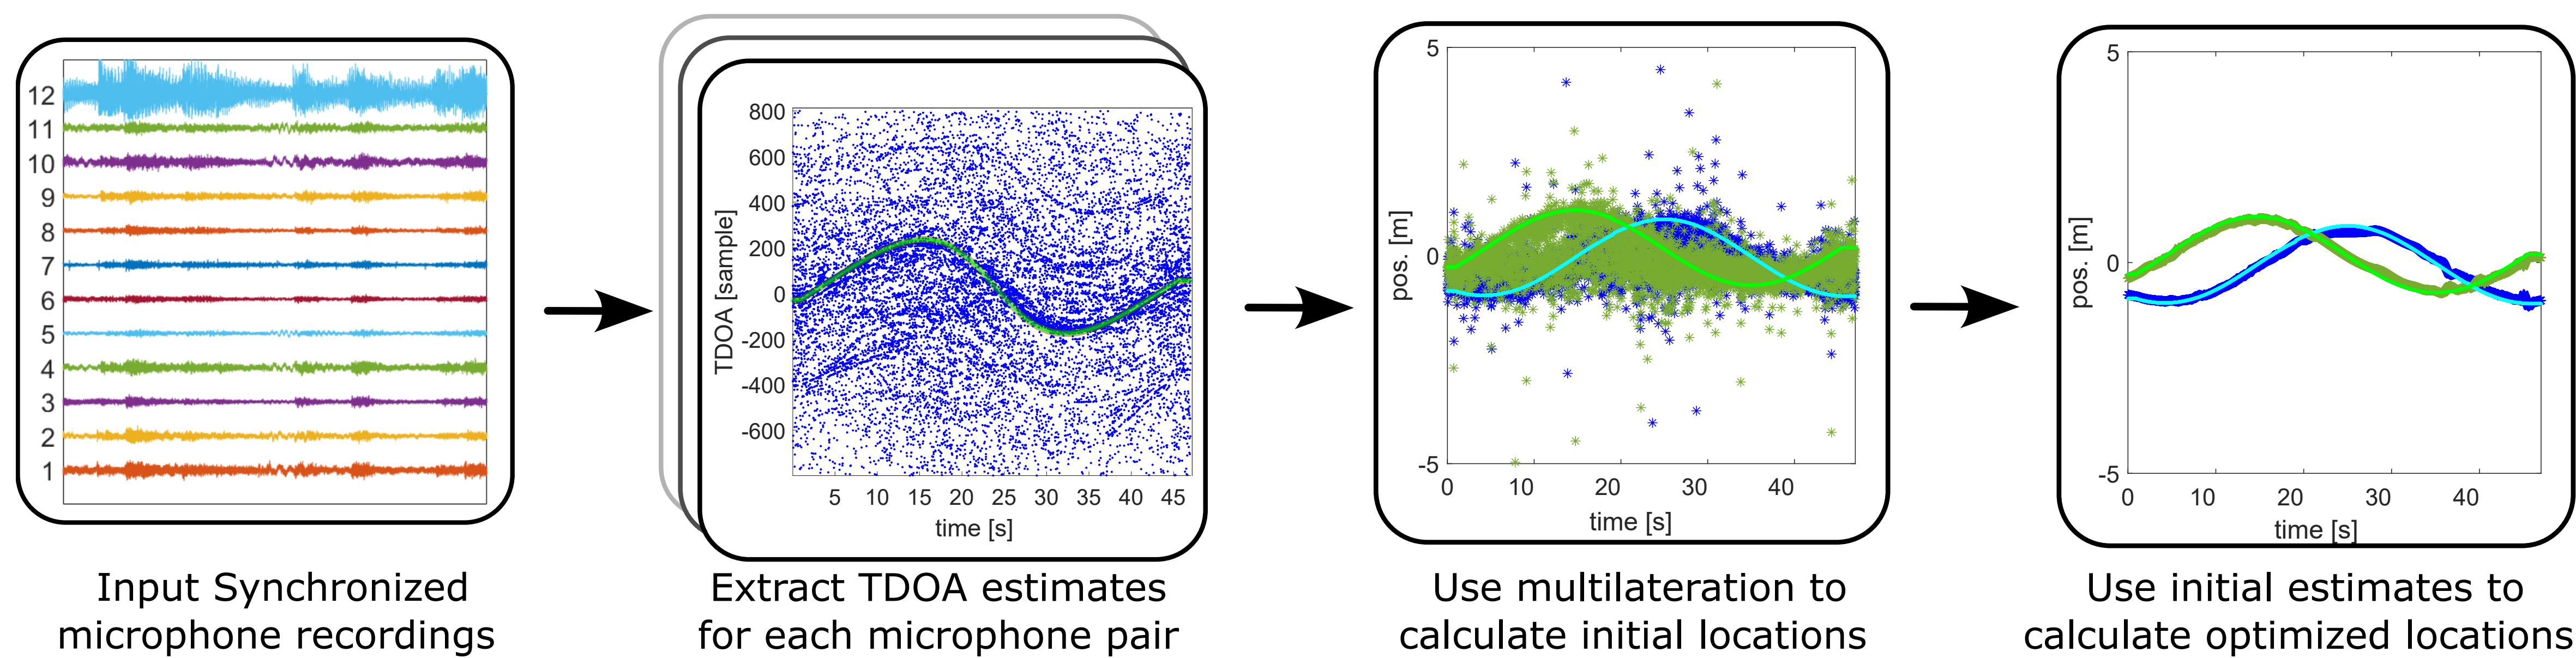 12
11
10
9
8
7
6
5
4
3
2
1
Input Synchronized
microphone recordings
TDOA [sample]
800
600
400
200
0
-200
-400
-600
5 10 15 20 25 30 35 40 45
time [s]
Extract TDOA estimates
for each microphone pair
pos. [m]
5
0
-5
0 10 20 30 40
time [s]
Use multilateration to
calculate initial locations
pos. [m]
5
0
-5
0 10 20 30 40
time [s]
Use initial estimates to
calculate optimized locations